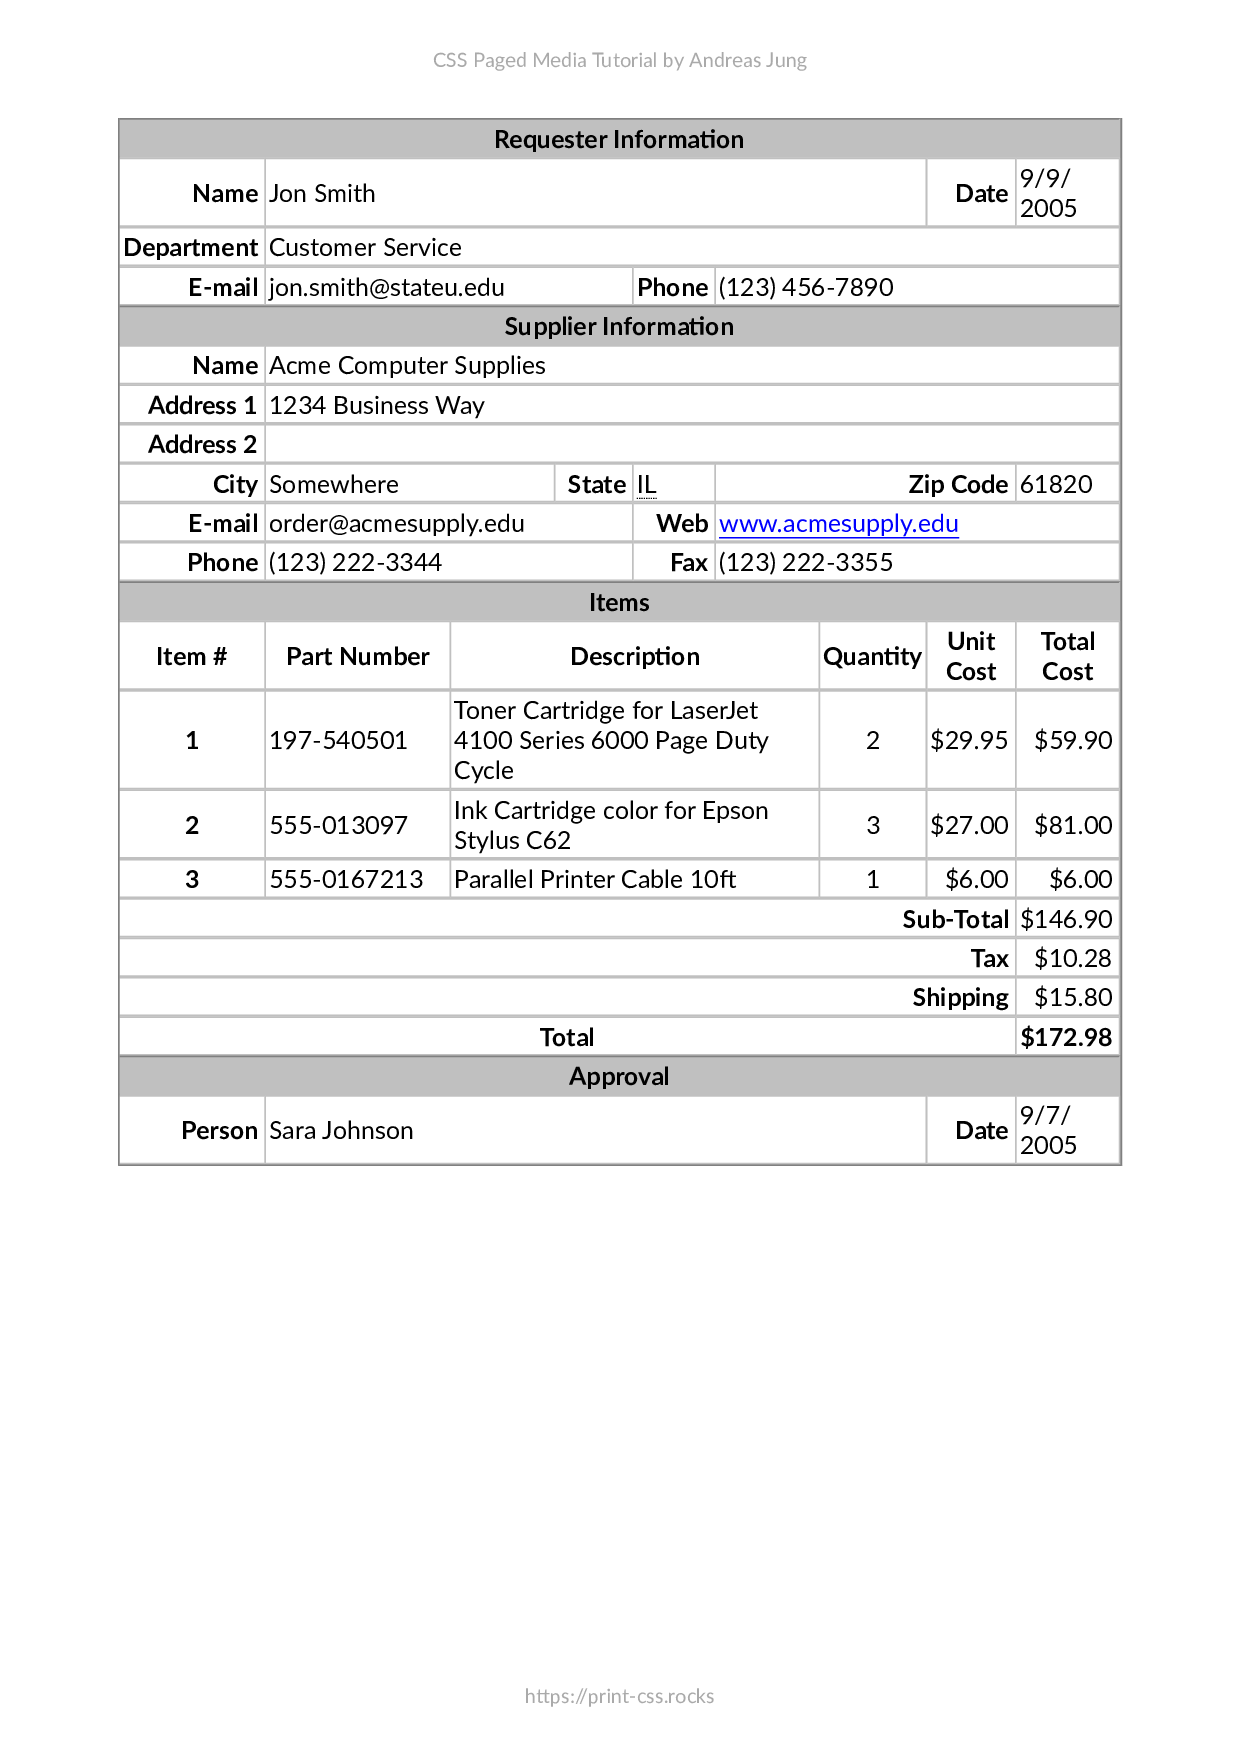 CSS Paged Media Tutorial by Andreas Jung
Requester Information
Name Jon Smith Date 9/9/
2005
Department Customer Service
E-mail jon.smith@stateu.edu Phone (123) 456-7890
Supplier Information
Name Acme Computer Supplies
Address 1 1234 Business Way
Address 2
City Somewhere State IL Zip Code 61820
E-mail order@acmesupply.edu Web www.acmesupply.edu
Phone (123) 222-3344 Fax (123) 222-3355
Items
Item # Part Number Description Quantity Unit
Cost Total
Cost
1 197-540501 Toner Cartridge for LaserJet
4100 Series 6000 Page Duty
Cycle 2 $29.95 $59.90
2 555-013097 Ink Cartridge color for Epson
Stylus C62 3 $27.00 $81.00
3 555-0167213 Parallel Printer Cable 10ft 1 $6.00 $6.00
Sub-Total $146.90
Tax $10.28
Shipping $15.80
Total $172.98
Approval
Person Sara Johnson Date 9/7/
2005
https://print-css.rocks